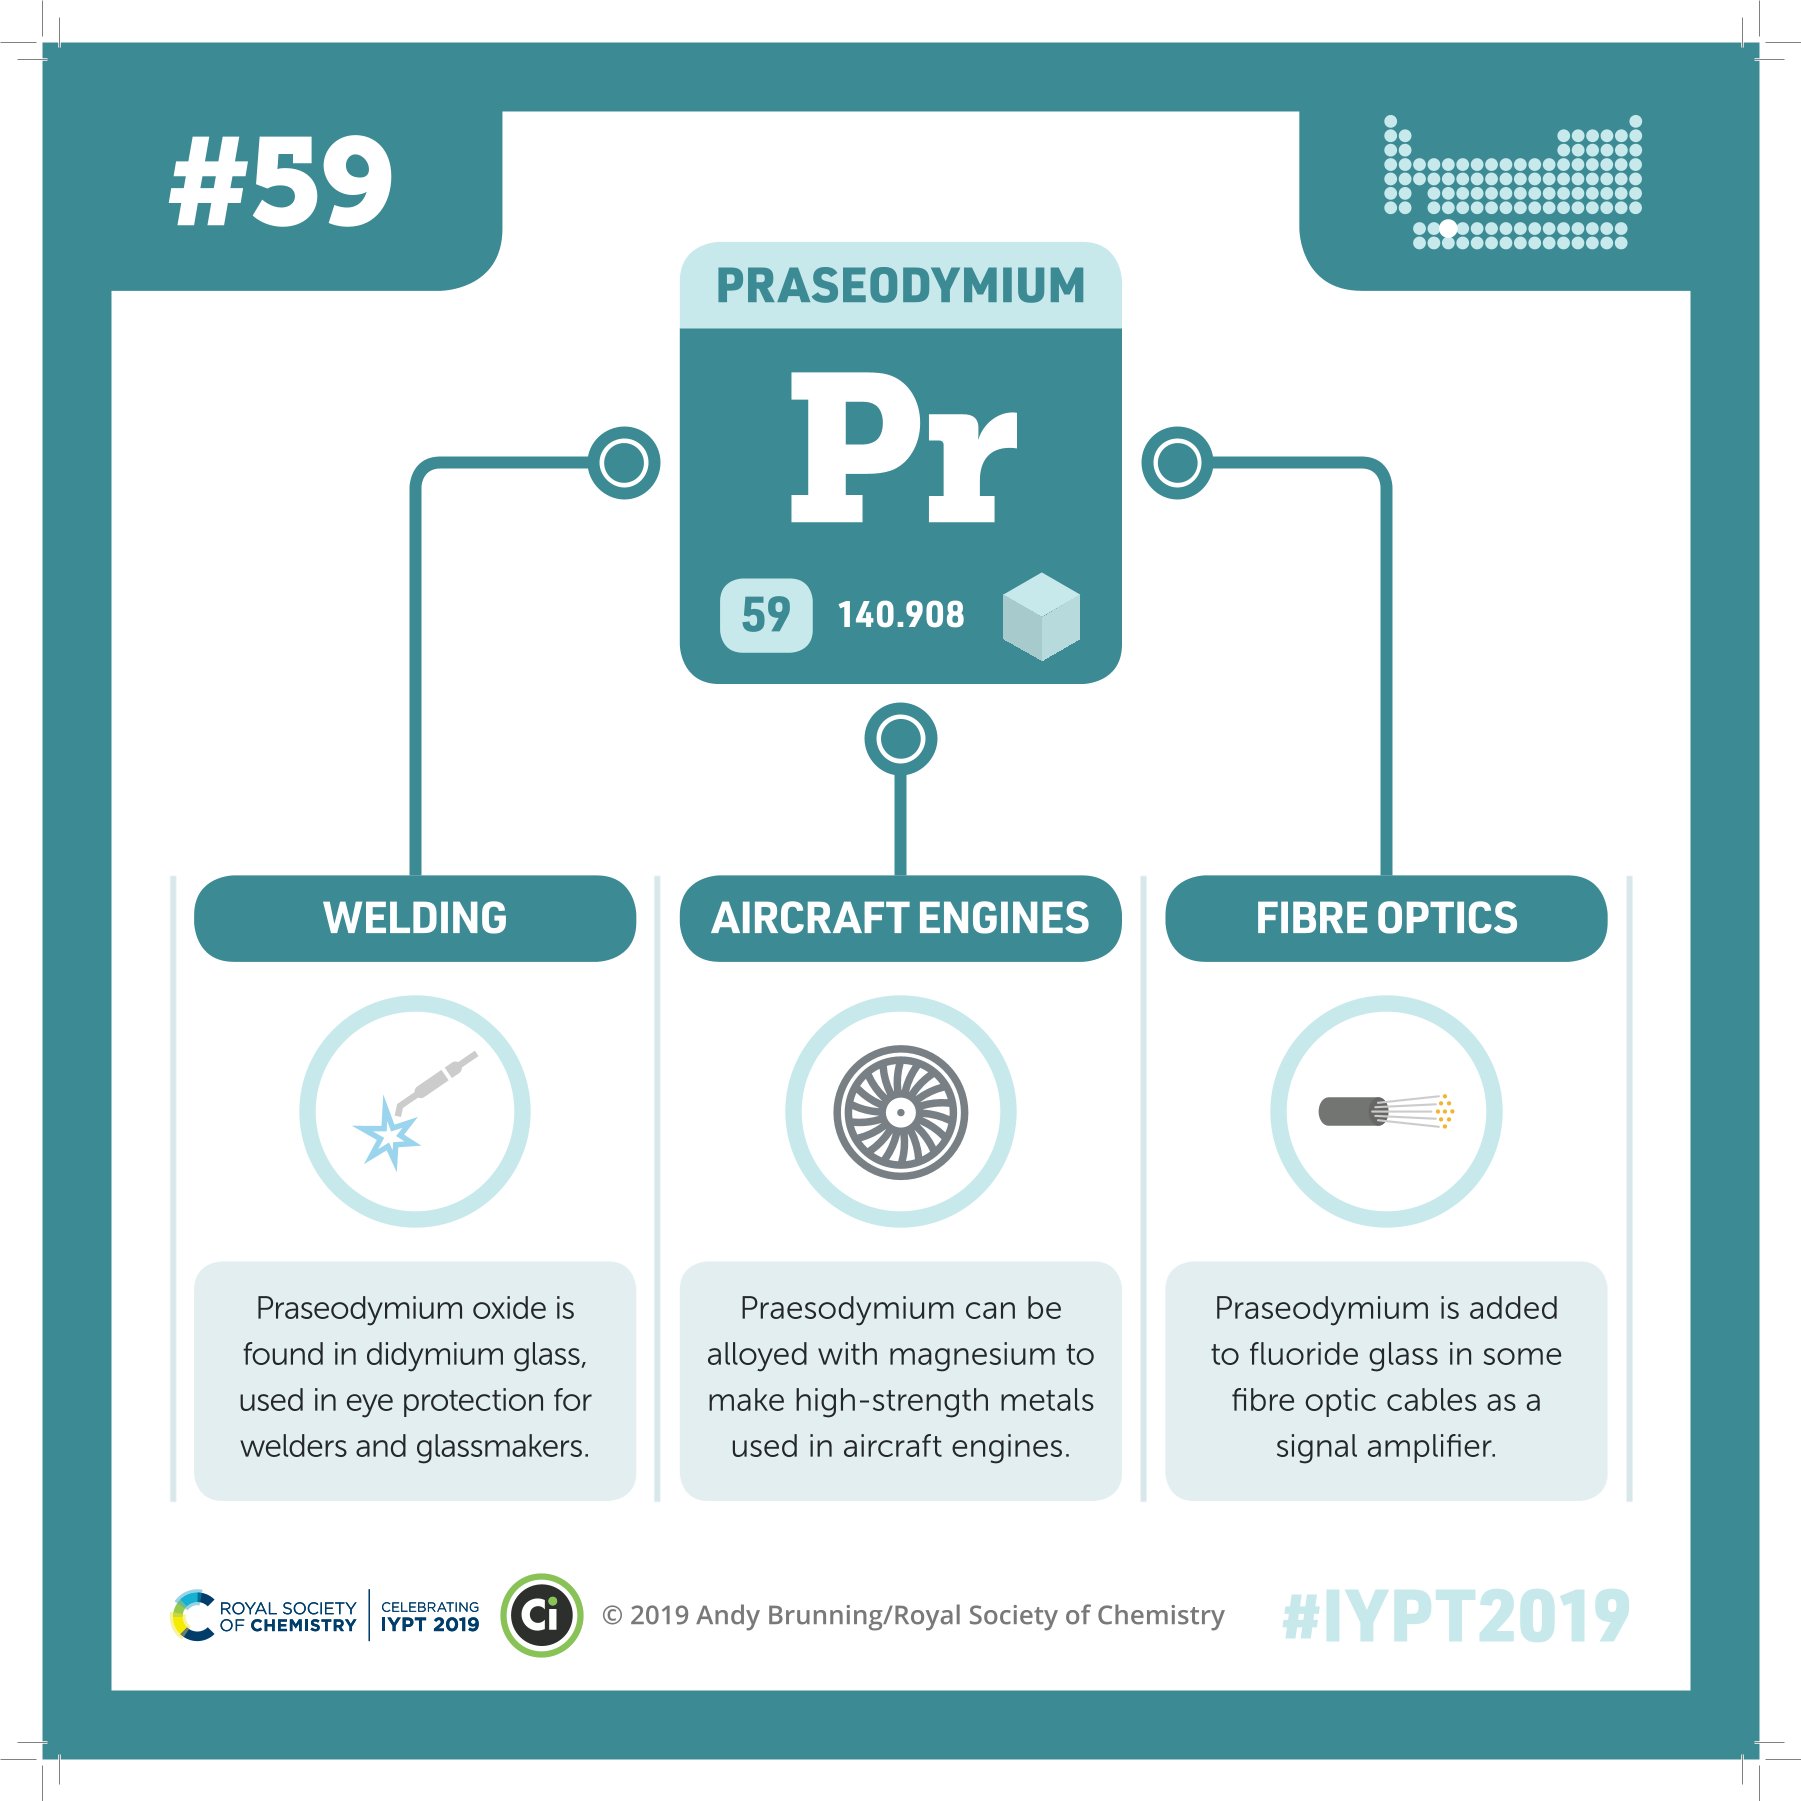 #59
PRASEODYMIUM
Pr
59 140.908
WELDING
AIRCRAFT ENGINES
FIBRE OPTICS
Praseodymium oxide is
found in didymium glass,
used in eye protection for
welders and glassmakers.
Praesodymium can be
alloyed with magnesium to
make high-strength metals
used in aircraft engines.
Praseodymium is added
to fluoride glass in some
fibre optic cables as a
signal amplifier.
ROYAL SOCIETY
OF CHEMISTRY
CELEBRATING
IYPT 2019
Ci
© 2019 Andy Brunning/Royal Society of Chemistry
#IYPT2019